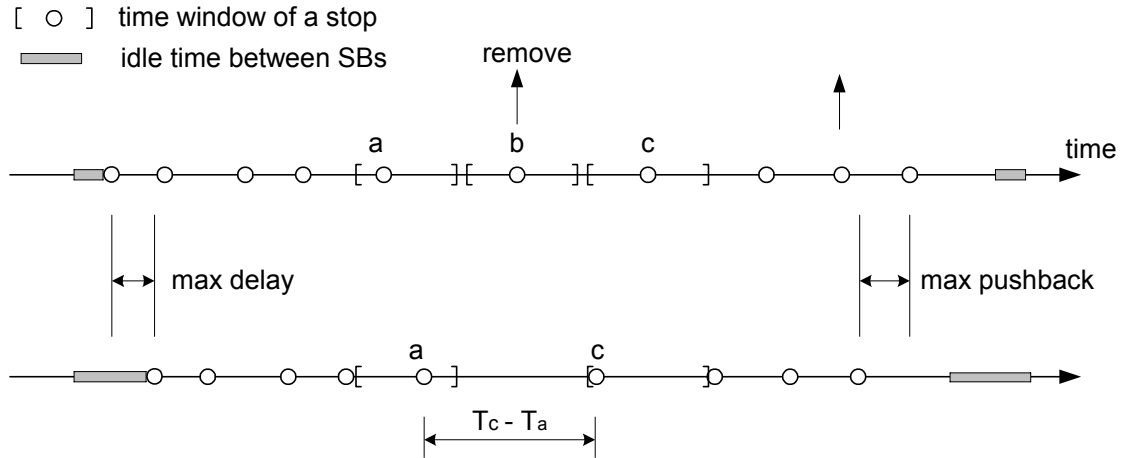 [ ○ ] time window of a stop
idle time between SBs
remove
a b c
time
max delay
max pushback
a c
Tc - Ta